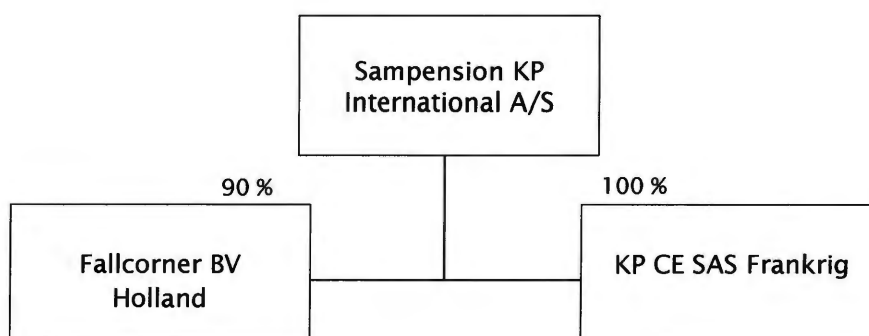 Sampension KP
International A/S
90 %
100 %
Fallcorner BV
Holland
KP CE SAS Frankrig